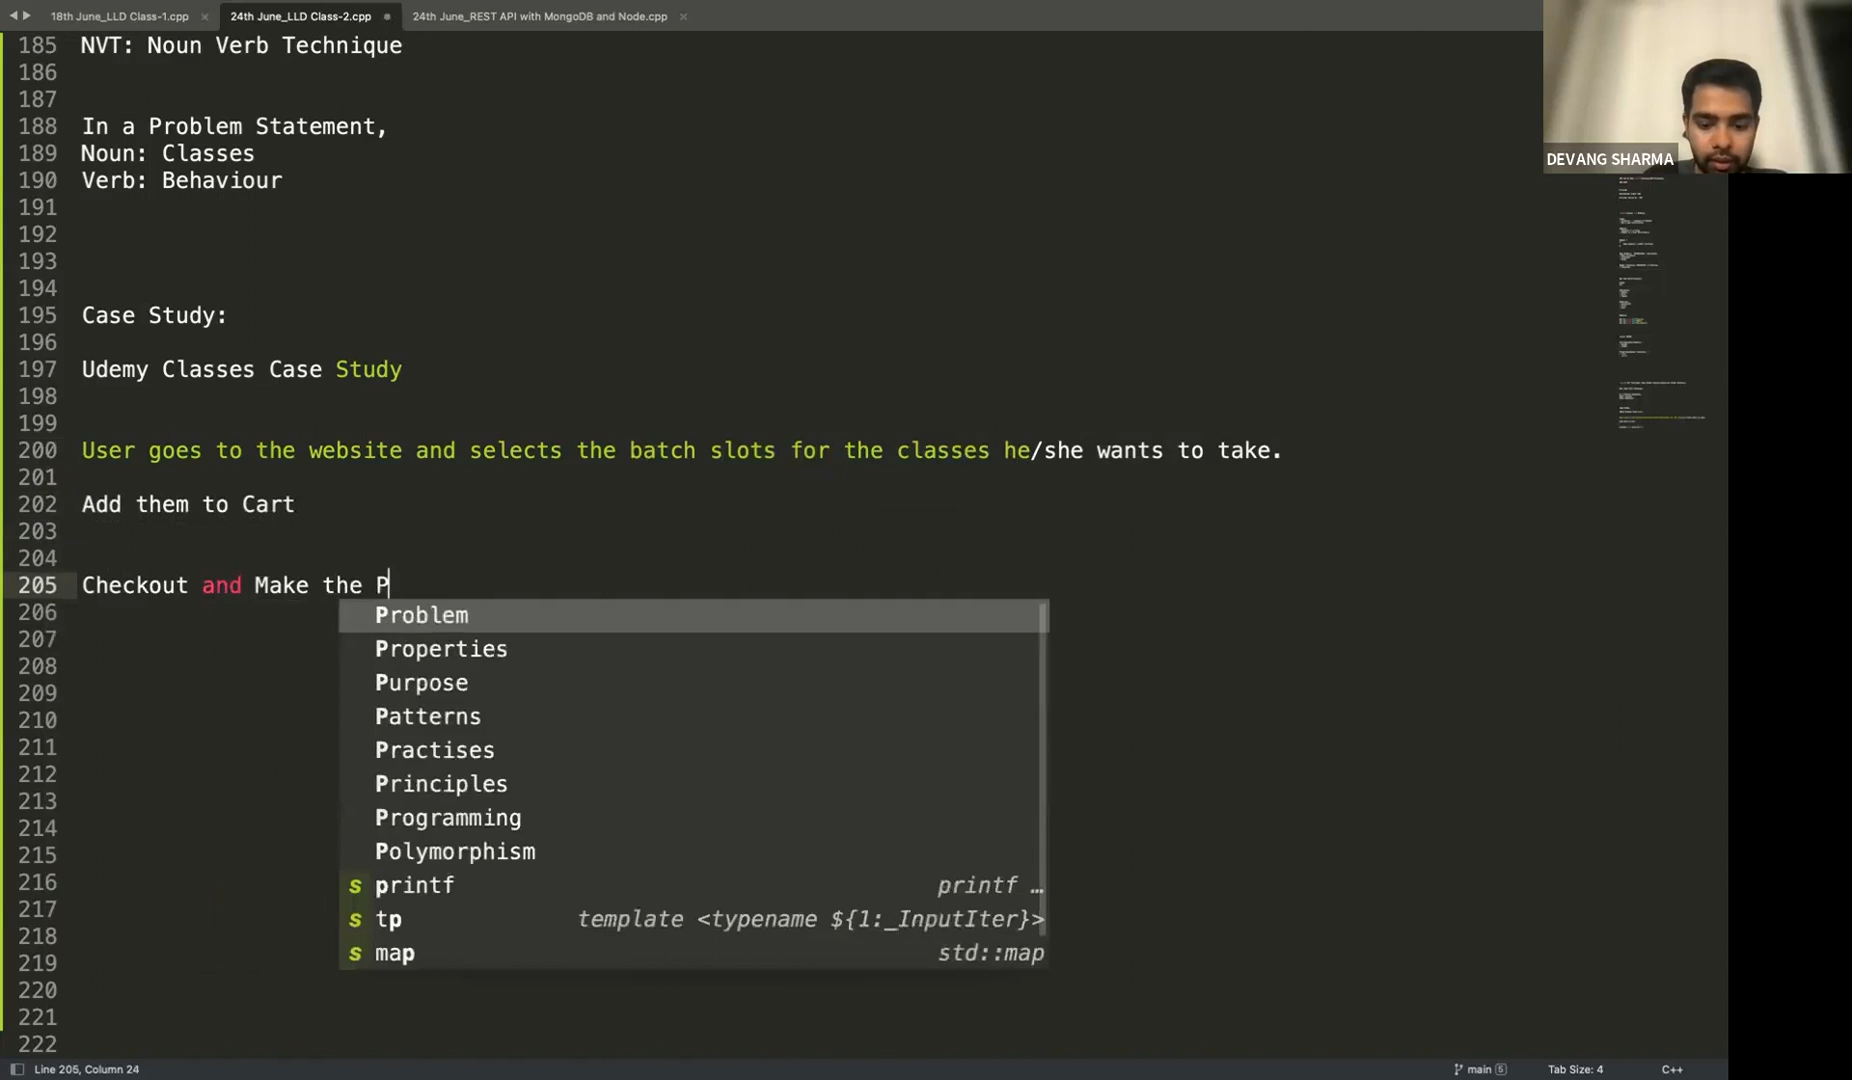 18th June_LLD Class-1.cpp
24th June_LLD Class-2.cpp
24th June_REST API with MongoDB and Node.cpp
185 NVT: Noun Verb Technique
186
187
188 In a Problem Statement,
189 Noun: Classes
190 Verb: Behaviour
191
192
193
194
195 Case Study:
196
197 Udemy Classes Case Study
198
199
200 User goes to the website and selects the batch slots for the classes he/she wants to take.
201
202 Add them to Cart
203
204
205 Checkout and Make the P
206
207
208
209
210
211
212
213
214
215
216
217
218
219
220
221
222
Problem
Properties
Purpose
Patterns
Practises
Principles
Programming
Polymorphism
s printf printf …
s tp template <typename ${1:_InputIter}>
s map std::map
DEVANG SHARMA
Line 205, Column 24
main 5
Tab Size: 4
C++